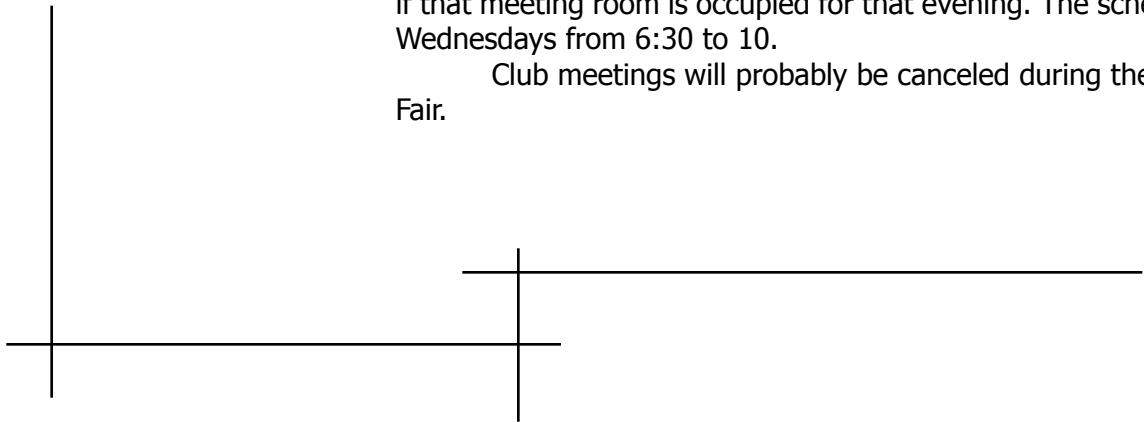 if that meeting room is occupied for that evening. The sche
Wednesdays from 6:30 to 10.
Club meetings will probably be canceled during the
Fair.